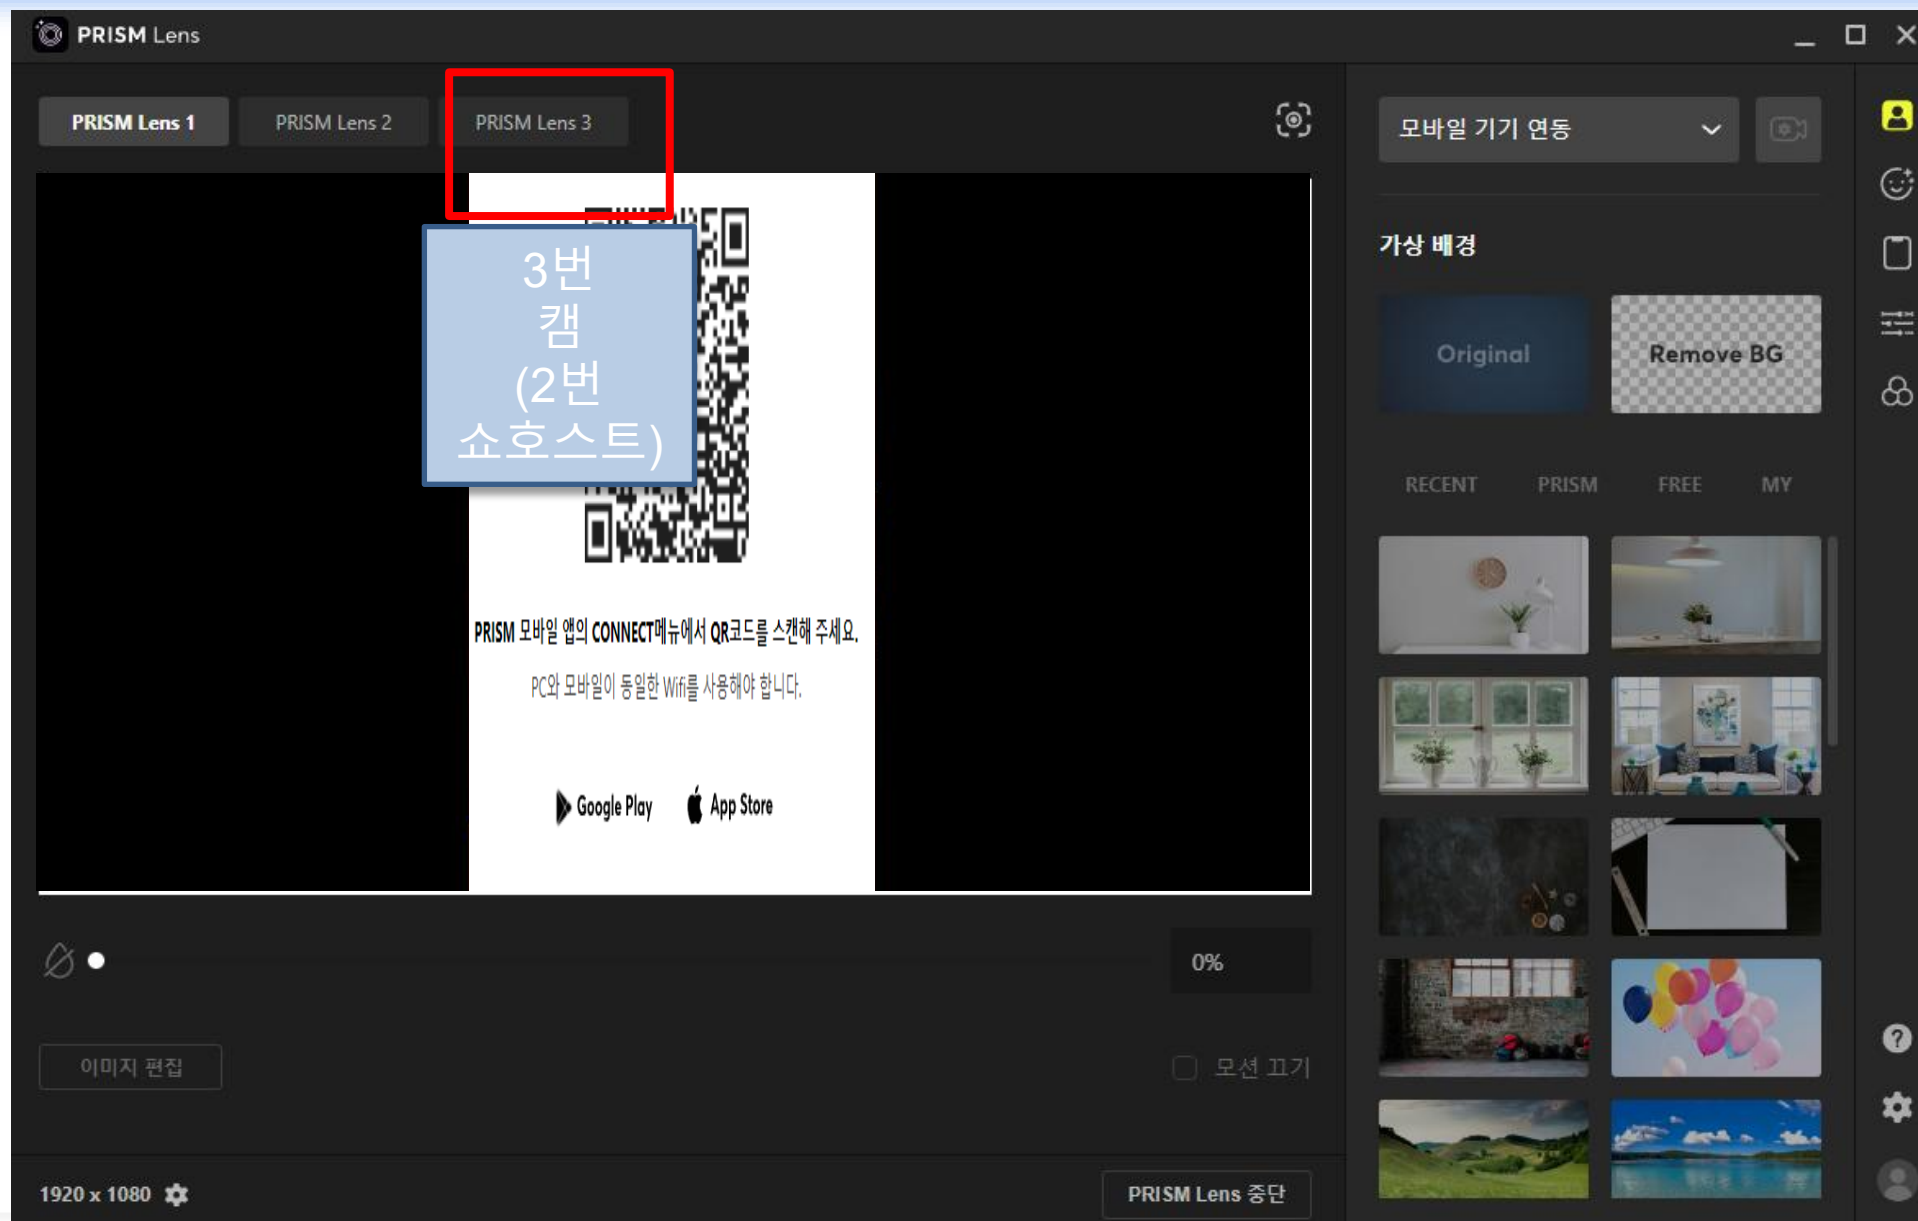 PRISM Lens
PRISM Lens 1
PRISM Lens 2
PRISM Lens 3
모바일 기기 연동
3번
캠
(2번
쇼호스트)
PRISM 모바일 앱의 CONNECT메뉴에서 QR코드를 스캔해 주세요.
PC와 모바일이 동일한 Wifi를 사용해야 합니다.
Google Play
App Store
가상 배경
Original
Remove BG
RECENT
PRISM
FREE
MY
0%
이미지 편집
모션 끄기
1920 x 1080
PRISM Lens 중단